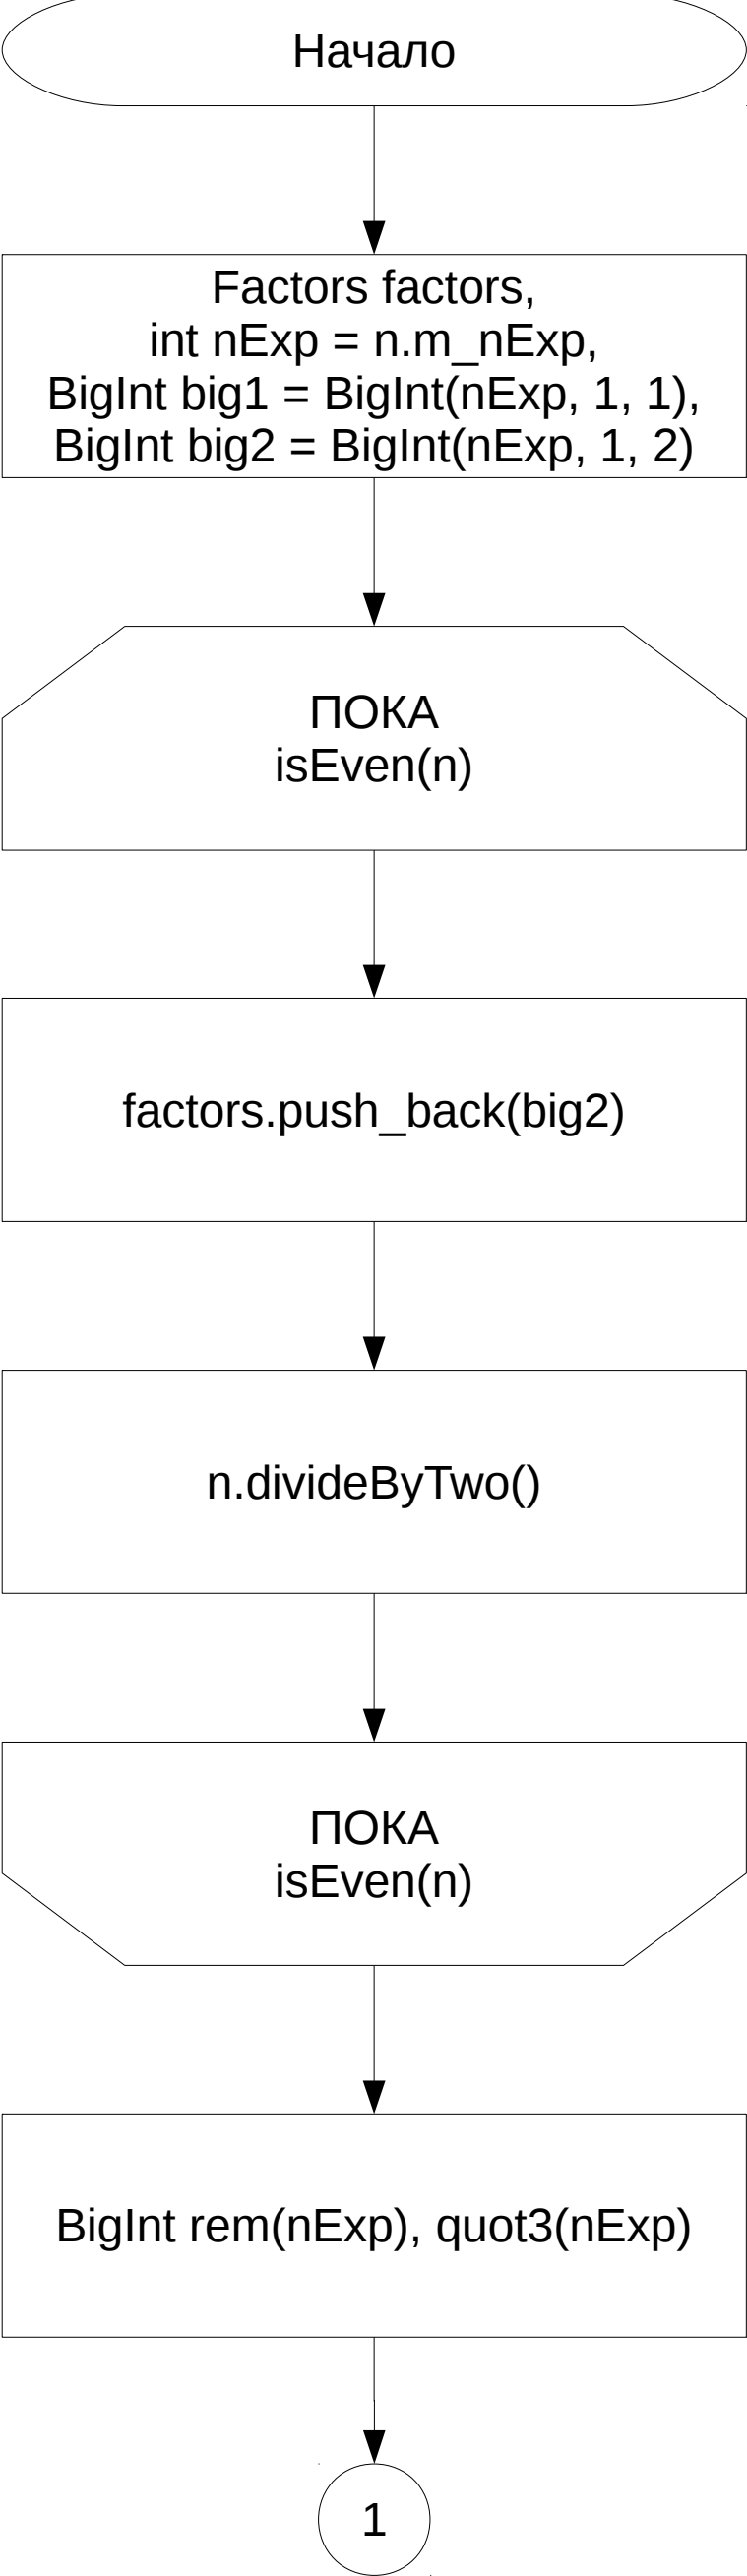 Начало
Factors factors,
int nExp = n.m_nExp,
BigInt big1 = BigInt(nExp, 1, 1),
BigInt big2 = BigInt(nExp, 1, 2)
ПОКА
isEven(n)
factors.push_back(big2)
n.divideByTwo()
ПОКА
isEven(n)
BigInt rem(nExp), quot3(nExp)
1